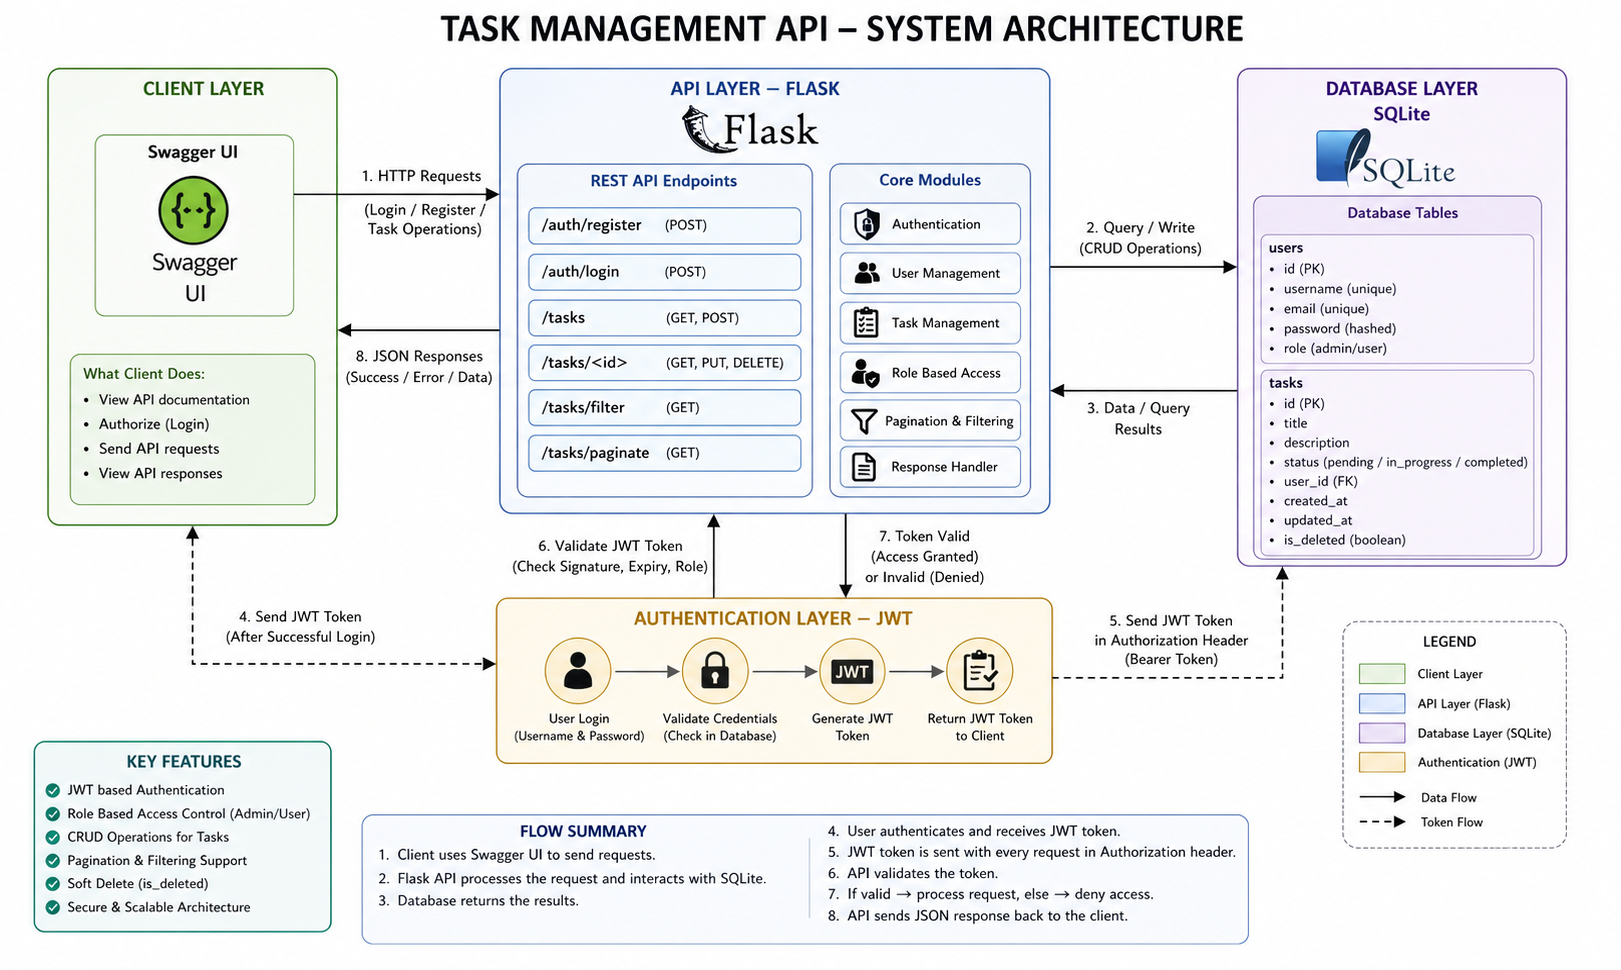 TASK MANAGEMENT API – SYSTEM ARCHITECTURE
CLIENT LAYER
Swagger UI
{··}
Swagger
UI
What Client Does:
• View API documentation
• Authorize (Login)
• Send API requests
• View API responses
1. HTTP Requests
(Login / Register /
Task Operations)
8. JSON Responses
(Success / Error / Data)
API LAYER – FLASK
Flask
REST API Endpoints
/auth/register (POST)
/auth/login (POST)
/tasks (GET, POST)
/tasks/<id> (GET, PUT, DELETE)
/tasks/filter (GET)
/tasks/paginate (GET)
Core Modules
Authentication
User Management
Task Management
Role Based Access
Pagination & Filtering
Response Handler
2. Query / Write
(CRUD Operations)
3. Data / Query
Results
DATABASE LAYER
SQLite
SQLite
Database Tables
users
• id (PK)
• username (unique)
• email (unique)
• password (hashed)
• role (admin/user)
tasks
• id (PK)
• title
• description
• status (pending / in_progress / completed)
• user_id (FK)
• created_at
• updated_at
• is_deleted (boolean)
6. Validate JWT Token
(Check Signature, Expiry, Role)
7. Token Valid
(Access Granted)
or Invalid (Denied)
4. Send JWT Token
(After Successful Login)
AUTHENTICATION LAYER – JWT
JWT
User Login
(Username & Password)
Validate Credentials
(Check in Database)
Generate JWT
Token
Return JWT Token
to Client
5. Send JWT Token
in Authorization Header
(Bearer Token)
LEGEND
Client Layer
API Layer (Flask)
Database Layer (SQLite)
Authentication (JWT)
Data Flow
Token Flow
KEY FEATURES
JWT based Authentication
Role Based Access Control (Admin/User)
CRUD Operations for Tasks
Pagination & Filtering Support
Soft Delete (is_deleted)
Secure & Scalable Architecture
FLOW SUMMARY
1. Client uses Swagger UI to send requests.
2. Flask API processes the request and interacts with SQLite.
3. Database returns the results.
4. User authenticates and receives JWT token.
5. JWT token is sent with every request in Authorization header.
6. API validates the token.
7. If valid → process request, else → deny access.
8. API sends JSON response back to the client.